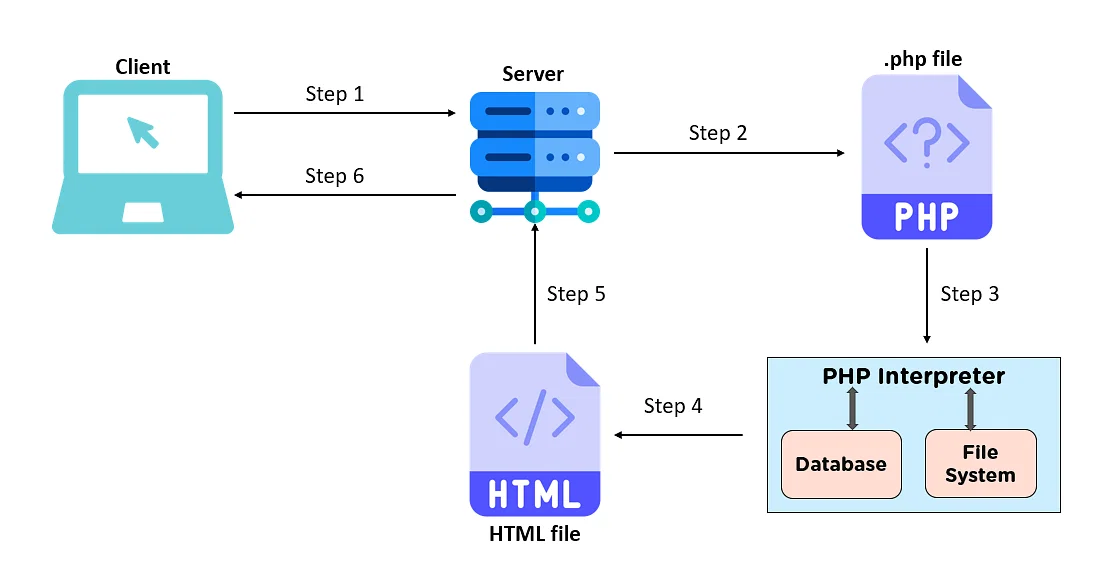 Client
Server
.php file
Step 1
Step 2
PHP
Step 6
Step 3
Step 5
PHP Interpreter
Database
File
System
Step 4
HTML
HTML file